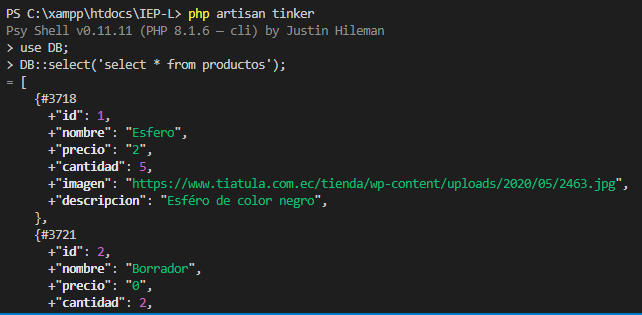 PS C:\xampp\htdocs\IEP-L> php artisan tinker
Psy Shell v0.11.11 (PHP 8.1.6 — cli) by Justin Hileman
> use DB;
> DB::select('select * from productos');
= [
{#3718
+"id": 1,
+"nombre": "Esfero",
+"precio": "2",
+"cantidad": 5,
+"imagen": "https://www.tiatula.com.ec/tienda/wp-content/uploads/2020/05/2463.jpg",
+"descripcion": "Esféro de color negro",
},
{#3721
+"id": 2,
+"nombre": "Borrador",
+"precio": "0",
+"cantidad": 2,